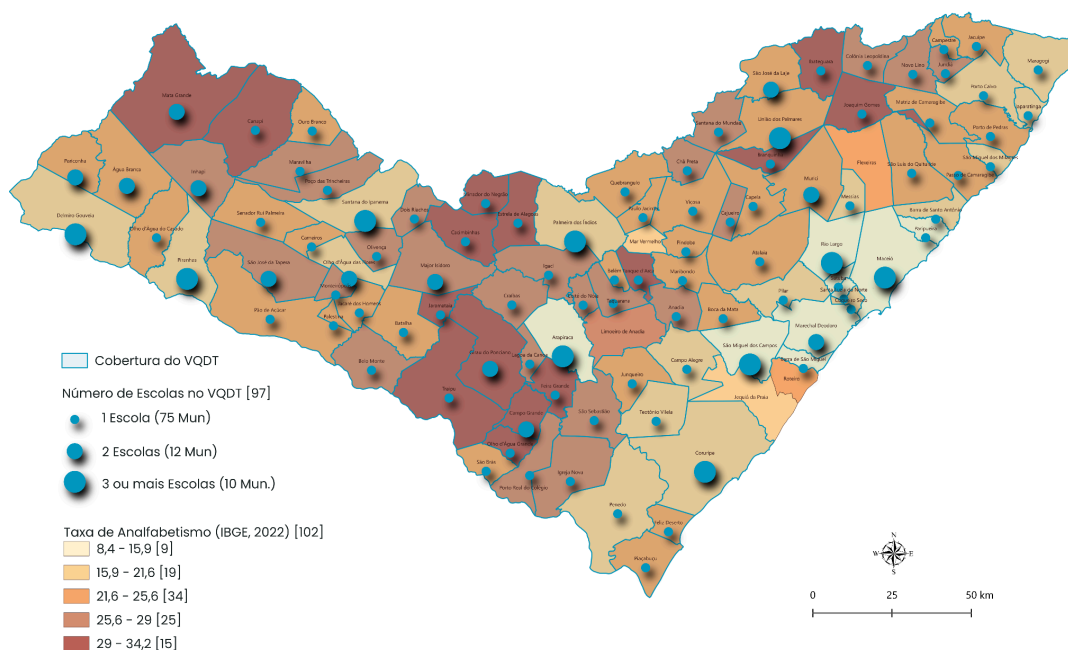 Campestre
Jacuípe
Ibateguara
Colônia Leopoldina
Novo Lino
Jundiá
Maragogi
São José da Laje
Porto Calvo
Mata Grande
Joaquim Gomes
Matriz de Camaragibe
Japaratinga
Canapi
Ouro Branco
Santana do Mundaú
União dos Palmares
Porto de Pedras
Maravilha
Chã Preta
Branquinha
Flexeiras
São Luís do Quitunde
São Miguel dos Milagres
Pariconha
Água Branca
Inhapi
Poço das Trincheiras
Passo de Camaragibe
Quebrangulo
Murici
Messias
Santana do Ipanema
Minador do Negrão
Estrela de Alagoas
Palmeira dos Índios
Paulo Jacinto
Viçosa
Capela
Cajueiro
Barra de Santo Antônio
Delmiro Gouveia
Senador Rui Palmeira
Dois Riachos
Cacimbinhas
Paripueira
Olho d'Água do Casado
Carneiros
Olivença
Mar Vermelho
Pindoba
Atalaia
Rio Largo
Maceió
Piranhas
São José da Tapera
Olho d'Água das Flores
Major Isidoro
Igaci
Belém
Tanque d'Arca
Maribondo
Monteirópolis
Jacaré dos Homens
Craíbas
Coité do Nóia
Taquarana
Pilar
Santa Luzia do Norte
Coqueiro Seco
Pão de Açúcar
Palestina
Batalha
Jaramataia
Anadia
Boca da Mata
Marechal Deodoro
Limoeiro de Anadia
Arapiraca
São Miguel dos Campos
Barra de São Miguel
Belo Monte
Girau do Ponciano
Lagoa da Canoa
Campo Alegre
Roteiro
Traipu
Feira Grande
Junqueiro
Jequiá da Praia
Campo Grande
São Sebastião
Teotônio Vilela
Olho d'Água Grande
Coruripe
São Brás
Igreja Nova
Porto Real do Colégio
Penedo
Feliz Deserto
Piaçabuçu
Cobertura do VQDT
Número de Escolas no VQDT [97]
1 Escola (75 Mun)
2 Escolas (12 Mun)
3 ou mais Escolas (10 Mun.)
Taxa de Analfabetismo (IBGE, 2022) [102]
8,4 - 15,9 [9]
15,9 - 21,6 [19]
21,6 - 25,6 [34]
25,6 - 29 [25]
29 - 34,2 [15]
N
W E
S
0 25 50 km